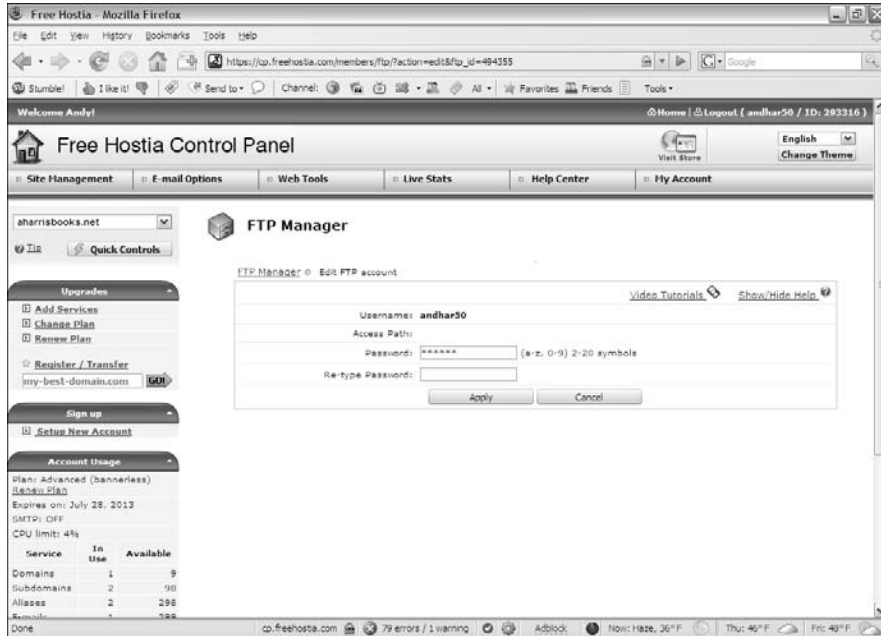 Free Hostia - Mozilla Firefox
File Edit View History Bookmarks Tools Help
https://cp.freehostia.com/members/ftp/?action=edit&ftp_id=494355
Google
Stumble! I like it! Send to Channel: All Favorites Friends Tools
Welcome Andy!
Home | Logout ( andhar50 / ID: 293316 )
Free Hostia Control Panel
Visit Store
English
Change Theme
Site Management E-mail Options Web Tools Live Stats Help Center My Account
aharrisbooks.net
Tip Quick Controls
FTP Manager
FTP Manager Edit FTP account
Video Tutorials Show/Hide Help
Username: andhar50
Access Path:
Password: ****** (a-z, 0-9) 2-20 symbols
Re-type Password:
Apply Cancel
Upgrades
Add Services
Change Plan
Renew Plan
Register / Transfer
my-best-domain.com GO!
Sign up
Setup New Account
Account Usage
Plan: Advanced (bannerless)
Renew Plan
Expires on: July 28, 2013
SMTP: OFF
CPU limit: 4%
Service In Use Available
Domains 1 9
Subdomains 2 98
Aliases 2 298
Done cp.freehostia.com 79 errors / 1 warning Adblock Now: Haze, 36°F Thu: 46°F Fri: 48°F